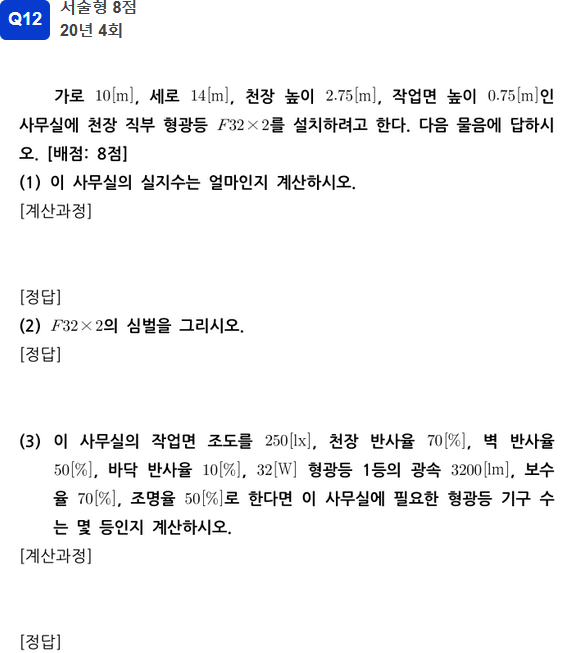 Q12
서술형 8점
20년 4회
가로 10[m], 세로 14[m], 천장 높이 2.75[m], 작업면 높이 0.75[m]인
사무실에 천장 직부 형광등 F32×2를 설치하려고 한다. 다음 물음에 답하시
오. [배점: 8점]
(1) 이 사무실의 실지수는 얼마인지 계산하시오.
[계산과정]
[정답]
(2) F32×2의 심벌을 그리시오.
[정답]
(3) 이 사무실의 작업면 조도를 250[lx], 천장 반사율 70[%], 벽 반사율
50[%], 바닥 반사율 10[%], 32[W] 형광등 1등의 광속 3200[lm], 보수
율 70[%], 조명율 50[%]로 한다면 이 사무실에 필요한 형광등 기구 수
는 몇 등인지 계산하시오.
[계산과정]
[정답]